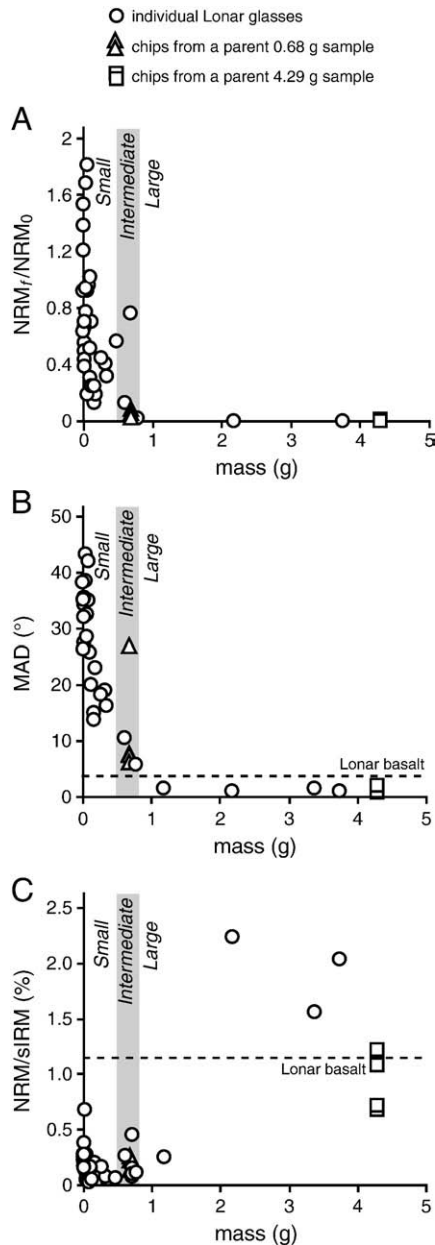 individual Lonar glasses
chips from a parent 0.68 g sample
chips from a parent 4.29 g sample
A
2
1.6
1.2
0.8
0.4
0
NRMf/NRM0
Small
Intermediate
Large
0 1 2 3 4 5
mass (g)
B
50
40
30
20
10
0
MAD (°)
Small
Intermediate
Large
Lonar basalt
0 1 2 3 4 5
mass (g)
C
2.5
2.0
1.5
1.0
0.5
0
NRM/sIRM (%)
Small
Intermediate
Large
Lonar basalt
0 1 2 3 4 5
mass (g)